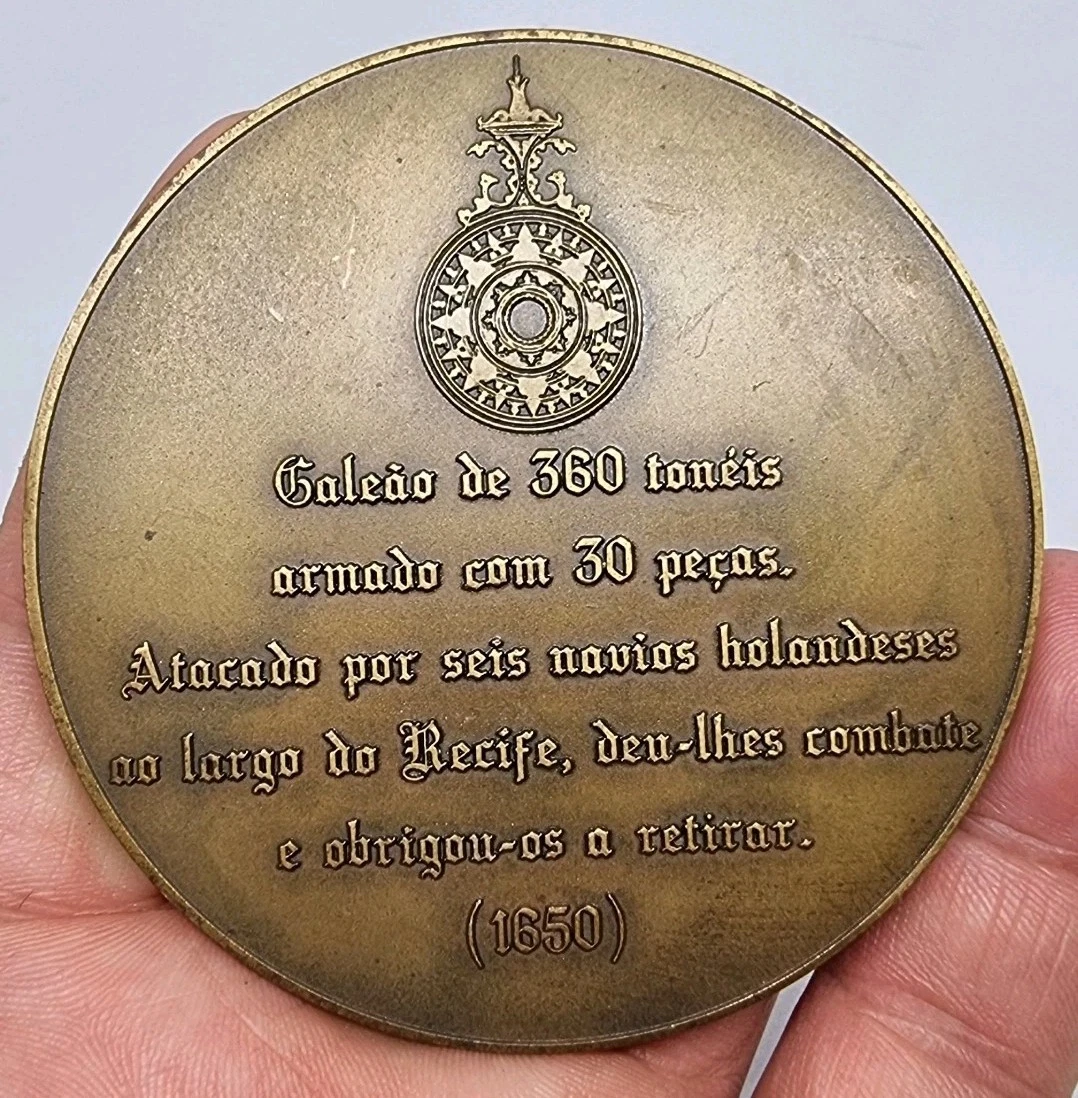 Galeão de 360 tonéis
armado com 30 peças.
Atacado por seis navios holandeses
ao largo do Recife, deu-lhes combate
e obrigou-os a retirar.
(1650)